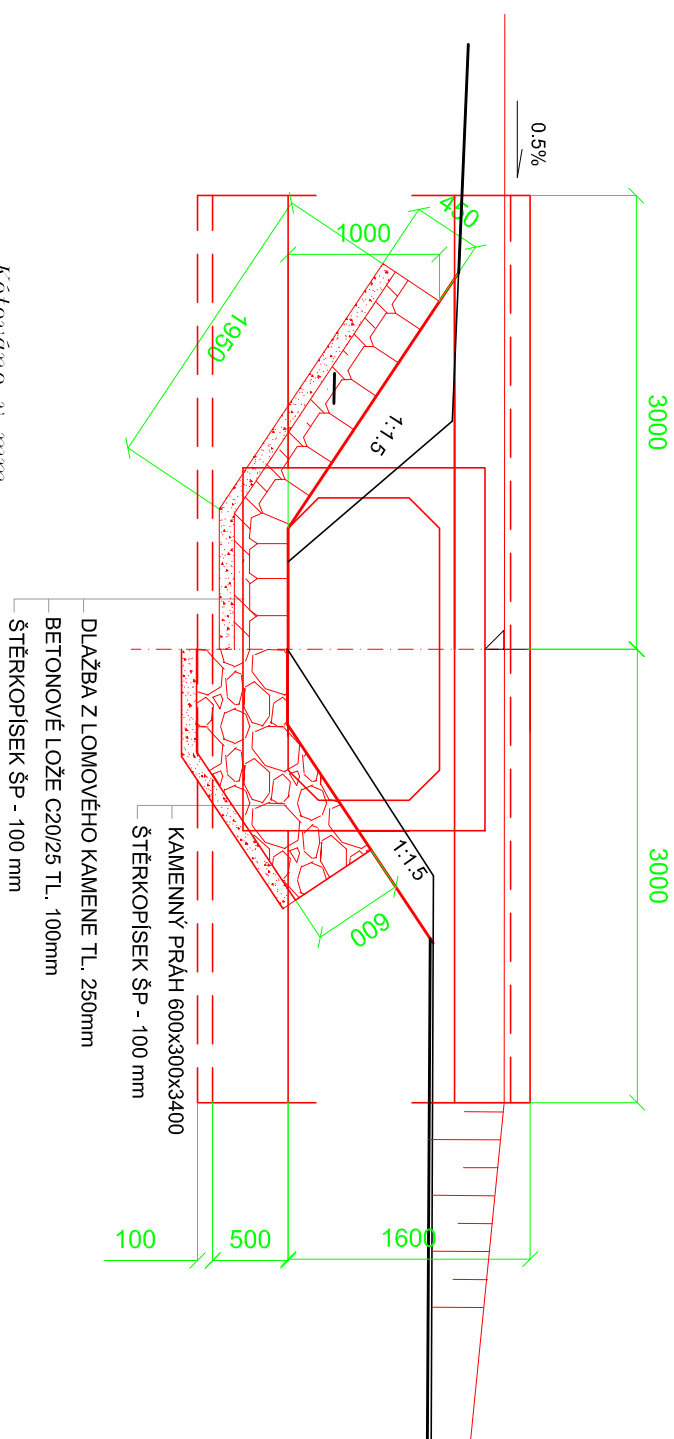 0.5%
3000
3000
450
1000
1950
1:1.5
1:1.5
600
1600
500
100
KAMENNÝ PRÁH 600x300x3400
ŠTĚRKOPÍSEK ŠP - 100 mm
DLAŽBA Z LOMOVÉHO KAMENE TL. 250mm
BETONOVÉ LOŽE C20/25 TL. 100mm
ŠTĚRKOPÍSEK ŠP - 100 mm